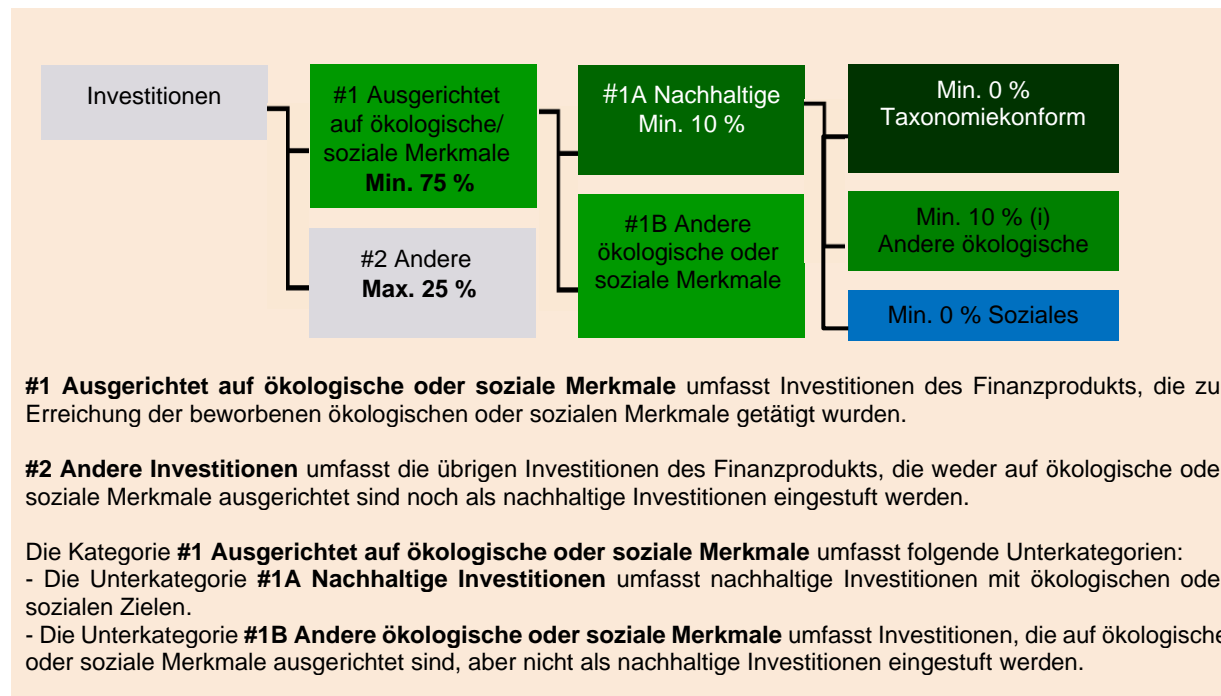 Investitionen
#1 Ausgerichtet
auf ökologische/
soziale Merkmale
Min. 75 %
#2 Andere
Max. 25 %
#1A Nachhaltige
Min. 10 %
#1B Andere
ökologische oder
soziale Merkmale
Min. 0 %
Taxonomiekonform
Min. 10 % (i)
Andere ökologische
Min. 0 % Soziales
#1 Ausgerichtet auf ökologische oder soziale Merkmale umfasst Investitionen des Finanzprodukts, die zu
Erreichung der beworbenen ökologischen oder sozialen Merkmale getätigt wurden.
#2 Andere Investitionen umfasst die übrigen Investitionen des Finanzprodukts, die weder auf ökologische ode
soziale Merkmale ausgerichtet sind noch als nachhaltige Investitionen eingestuft werden.
Die Kategorie #1 Ausgerichtet auf ökologische oder soziale Merkmale umfasst folgende Unterkategorien:
- Die Unterkategorie #1A Nachhaltige Investitionen umfasst nachhaltige Investitionen mit ökologischen ode
sozialen Zielen.
- Die Unterkategorie #1B Andere ökologische oder soziale Merkmale umfasst Investitionen, die auf ökologische
oder soziale Merkmale ausgerichtet sind, aber nicht als nachhaltige Investitionen eingestuft werden.